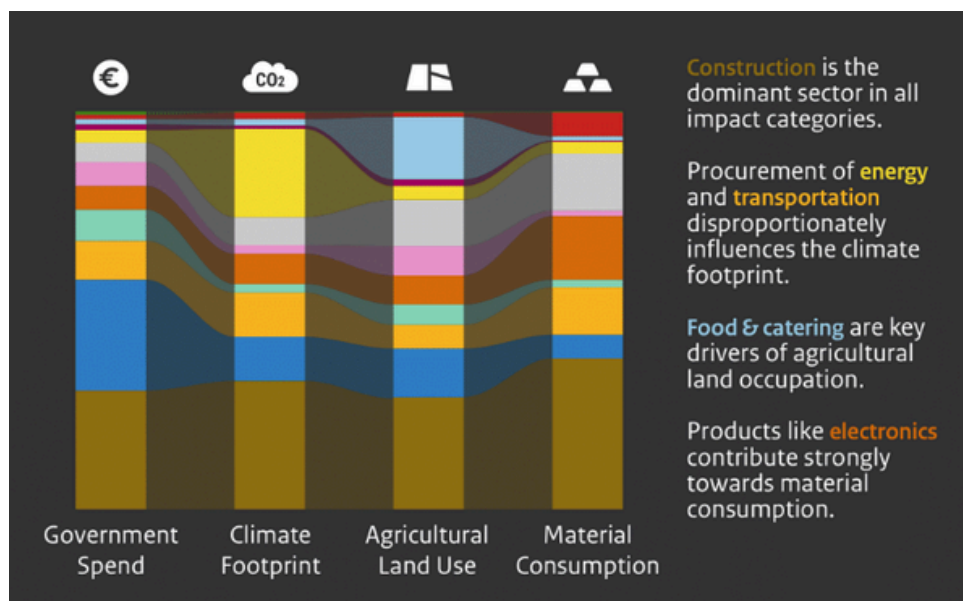 €
CO₂
Construction is the
dominant sector in all
impact categories.
Procurement of energy
and transportation
disproportionately
influences the climate
footprint.
Food & catering are key
drivers of agricultural
land occupation.
Products like electronics
contribute strongly
towards material
consumption.
Government
Spend
Climate
Footprint
Agricultural
Land Use
Material
Consumption